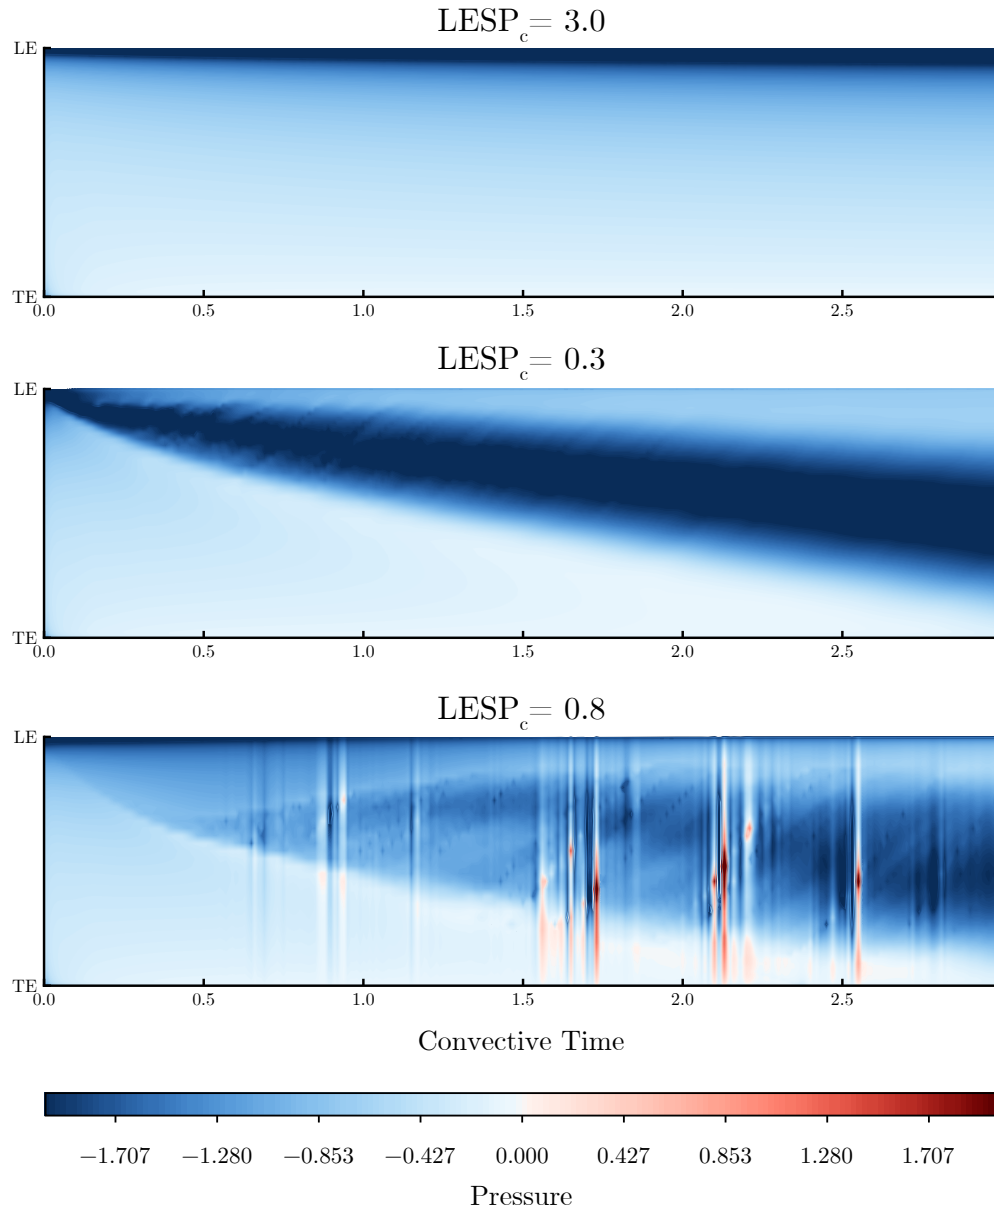 LESP_c = 3.0
LE
TE
0.0 0.5 1.0 1.5 2.0 2.5
LESP_c = 0.3
LE
TE
0.0 0.5 1.0 1.5 2.0 2.5
LESP_c = 0.8
LE
TE
0.0 0.5 1.0 1.5 2.0 2.5
Convective Time
−1.707 −1.280 −0.853 −0.427 0.000 0.427 0.853 1.280 1.707
Pressure